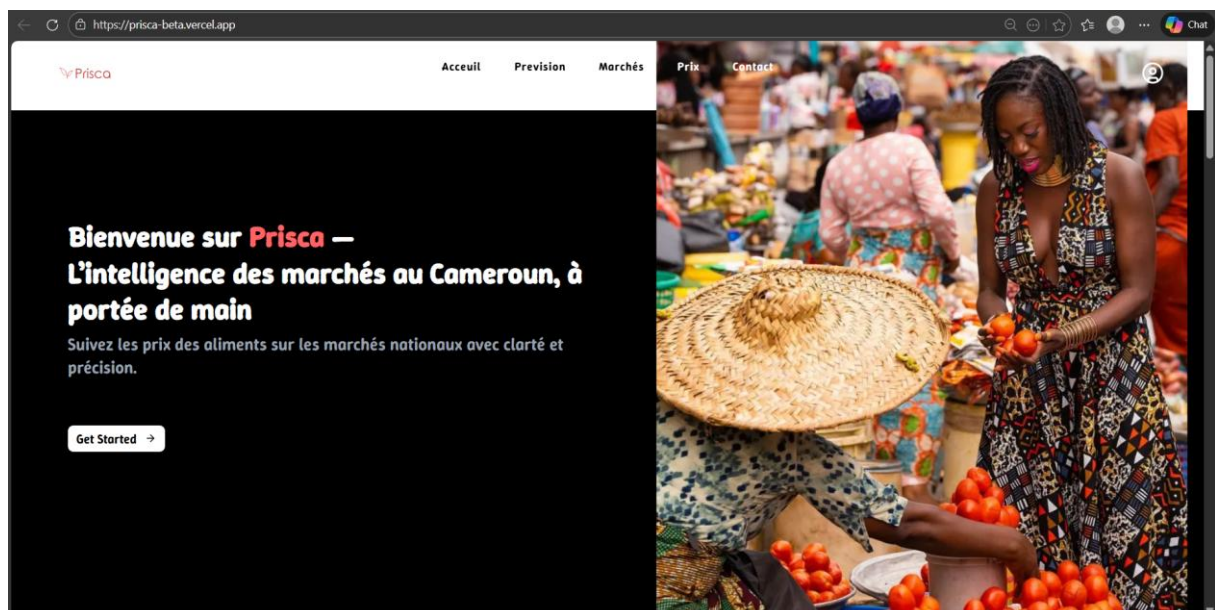 https://prisca-beta.vercel.app
Chat
Prisca
Acceuil Prevision Marchés Prix Contact
Bienvenue sur Prisca —
L'intelligence des marchés au Cameroun, à
portée de main
Suivez les prix des aliments sur les marchés nationaux avec clarté et
précision.
Get Started →